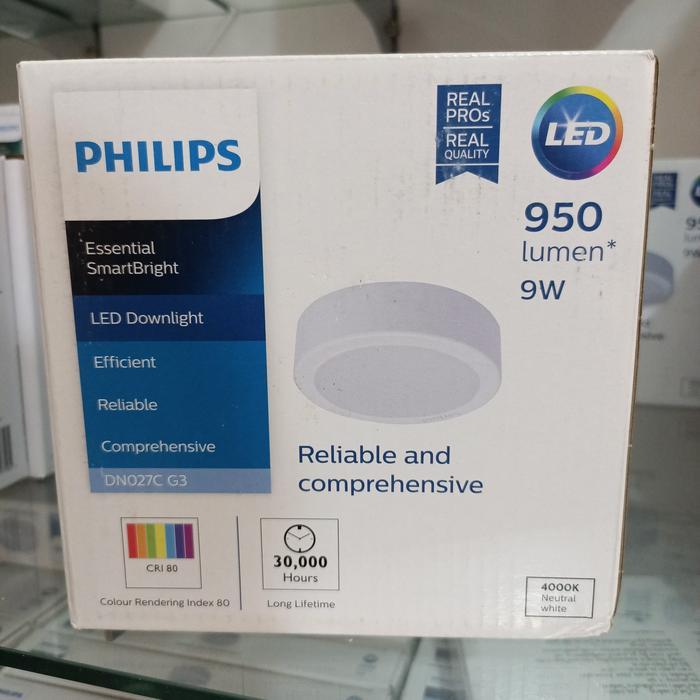 PHILIPS
Essential
SmartBright
LED Downlight
Efficient
Reliable
Comprehensive
DN027C G3
REAL
PROs
REAL
QUALITY
LED
950
lumen*
9W
Reliable and
comprehensive
CRI 80
Colour Rendering Index 80
30,000
Hours
Long Lifetime
4000K
Neutral
white